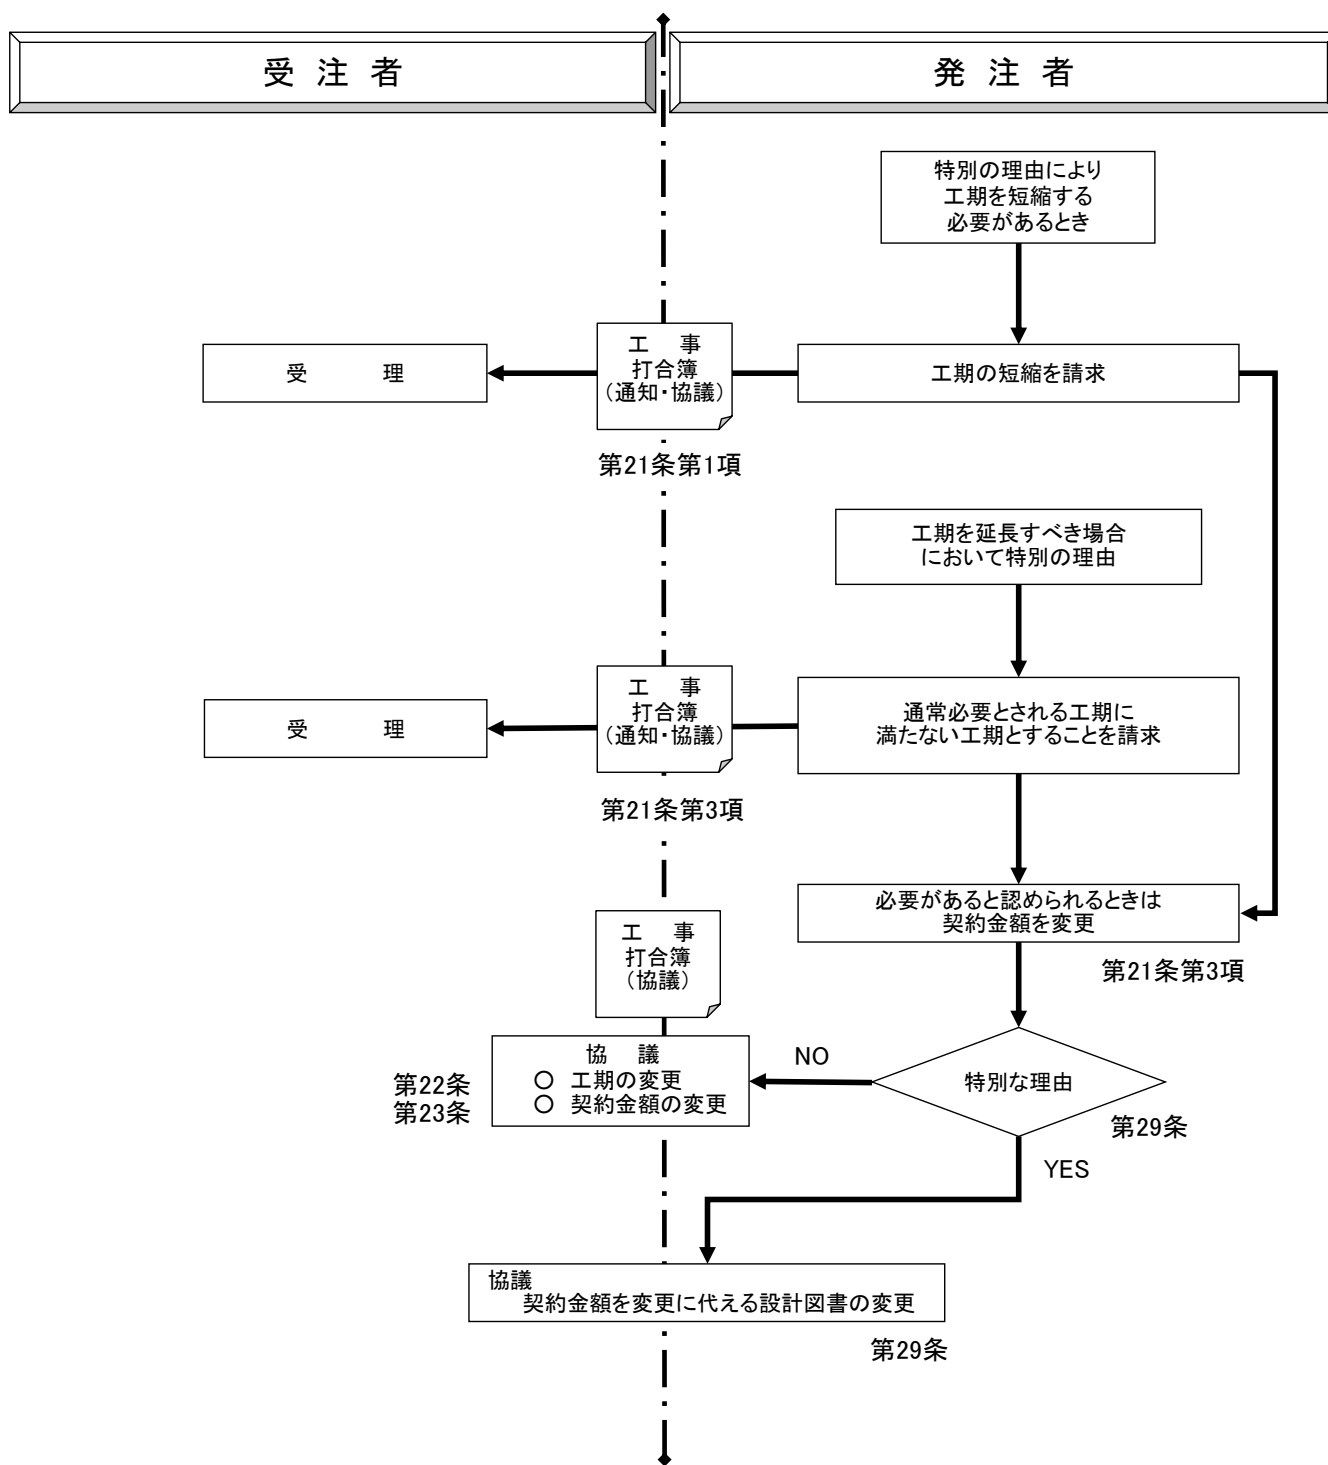 受 注 者
発 注 者
特別の理由により
工期を短縮する
必要があるとき
受 理
工 事
打合簿
(通知・協議)
工期の短縮を請求
第21条第1項
工期を延長すべき場合
において特別の理由
受 理
工 事
打合簿
(通知・協議)
通常必要とされる工期に
満たない工期とすることを請求
第21条第3項
必要があると認められるときは
契約金額を変更
第21条第3項
工 事
打合簿
(協議)
協 議
○ 工期の変更
○ 契約金額の変更
第22条
第23条
NO
特別な理由
第29条
YES
協議
契約金額を変更に代える設計図書の変更
第29条